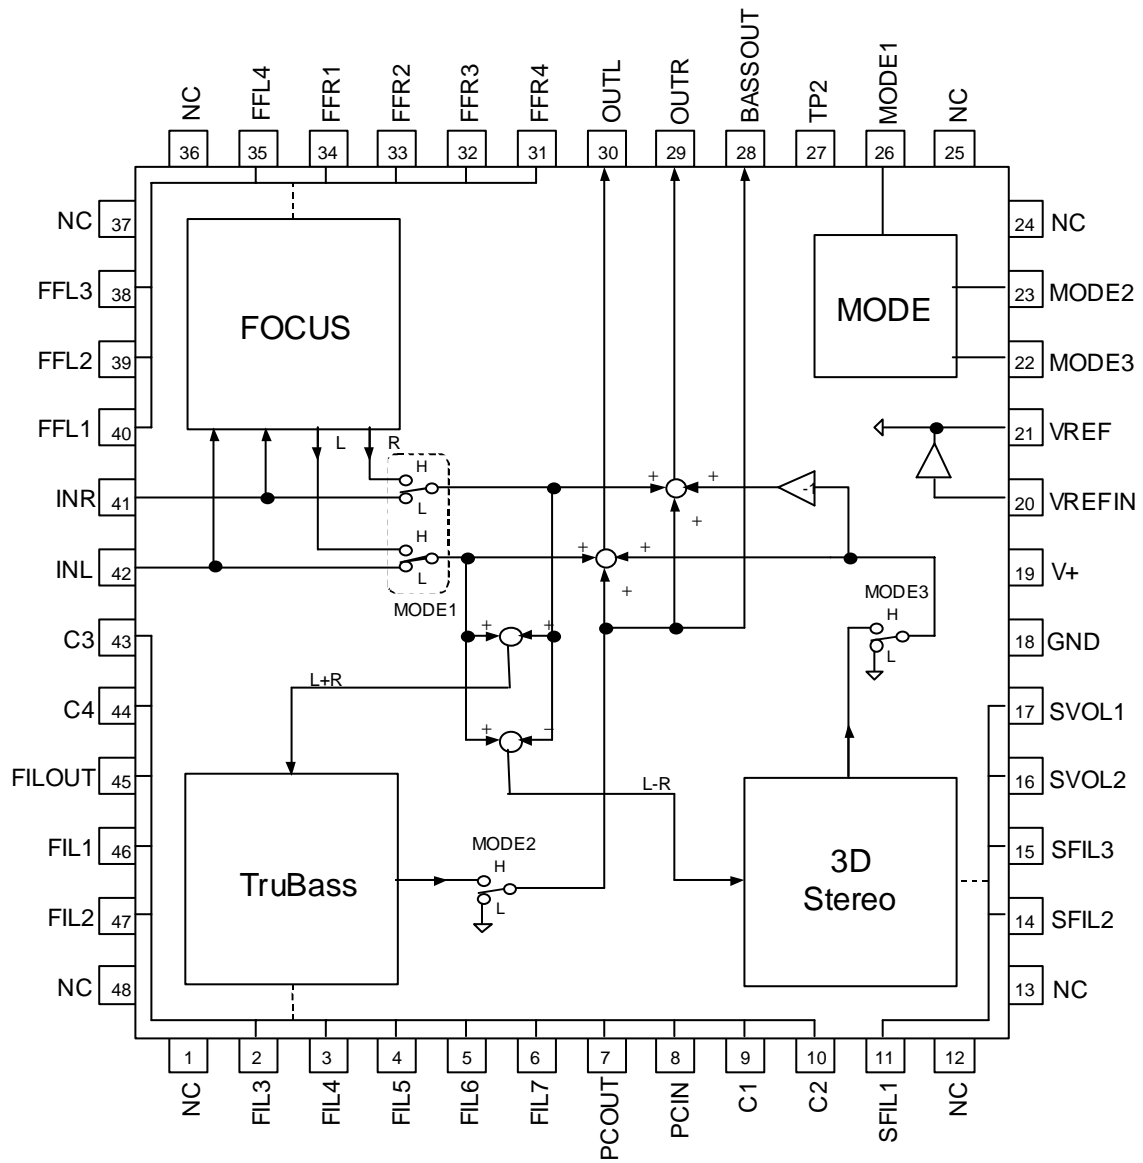 NC
FFL4
FFR1
FFR2
FFR3
FFR4
OUTL
OUTR
BASSOUT
TP2
MODE1
NC
36
35
34
33
32
31
30
29
28
27
26
25
NC 37
FFL3 38
FFL2 39
FFL1 40
INR 41
INL 42
C3 43
C4 44
FILOUT 45
FIL1 46
FIL2 47
NC 48
24 NC
23 MODE2
22 MODE3
21 VREF
20 VREFIN
19 V+
18 GND
17 SVOL1
16 SVOL2
15 SFIL3
14 SFIL2
13 NC
FOCUS
MODE
L R
H
L
H
L
MODE1
+ +
+
-1
+ +
+
MODE3
H
L
+ +
L+R
+ -
L-R
MODE2
H
L
TruBass
3D
Stereo
1
2
3
4
5
6
7
8
9
10
11
12
NC
FIL3
FIL4
FIL5
FIL6
FIL7
PCOUT
PCIN
C1
C2
SFIL1
NC